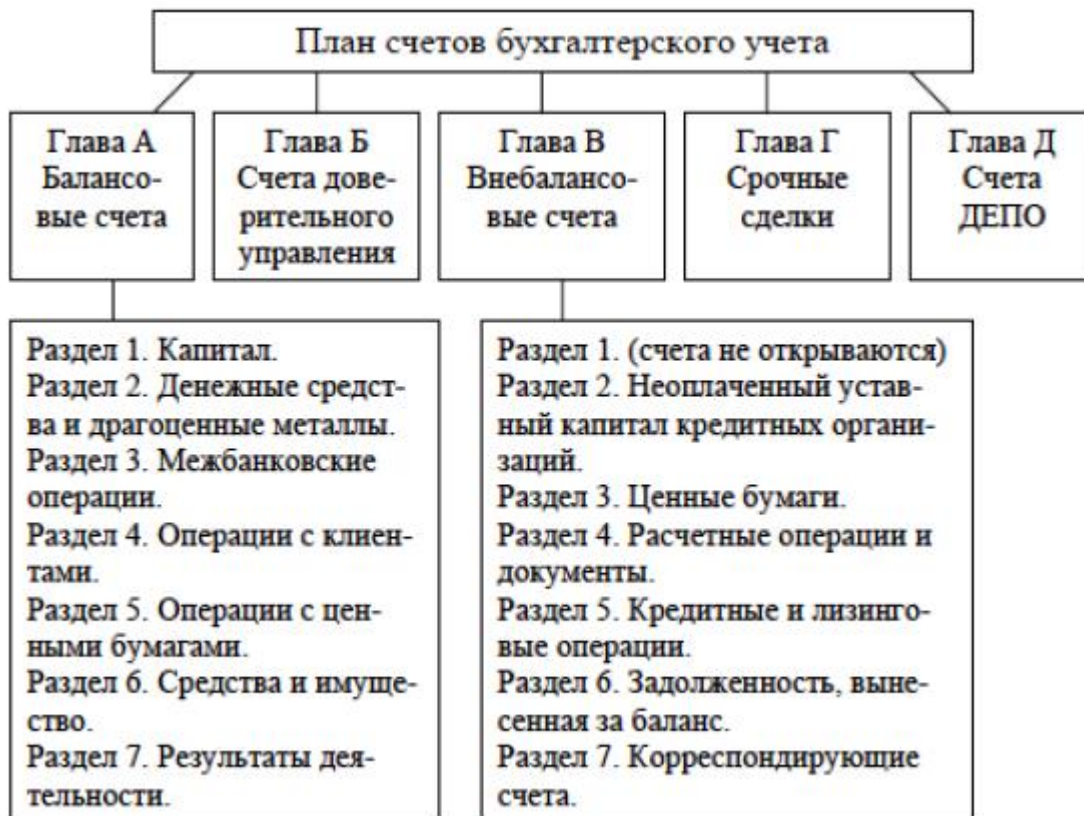 План счетов бухгалтерского учета
Глава А
Балансо-
вые счета
Глава Б
Счета дове-
рительного
управления
Глава В
Внебалансо-
вые счета
Глава Г
Срочные
сделки
Глава Д
Счета
ДЕПО
Раздел 1. Капитал.
Раздел 2. Денежные средст-
ва и драгоценные металлы.
Раздел 3. Межбанковские
операции.
Раздел 4. Операции с клиен-
тами.
Раздел 5. Операции с цен-
ными бумагами.
Раздел 6. Средства и имуще-
ство.
Раздел 7. Результаты дея-
тельности.
Раздел 1. (счета не открываются)
Раздел 2. Неоплаченный устав-
ный капитал кредитных органи-
заций.
Раздел 3. Ценные бумаги.
Раздел 4. Расчетные операции и
документы.
Раздел 5. Кредитные и лизинго-
вые операции.
Раздел 6. Задолженность, выне-
сенная за баланс.
Раздел 7. Корреспондирующие
счета.